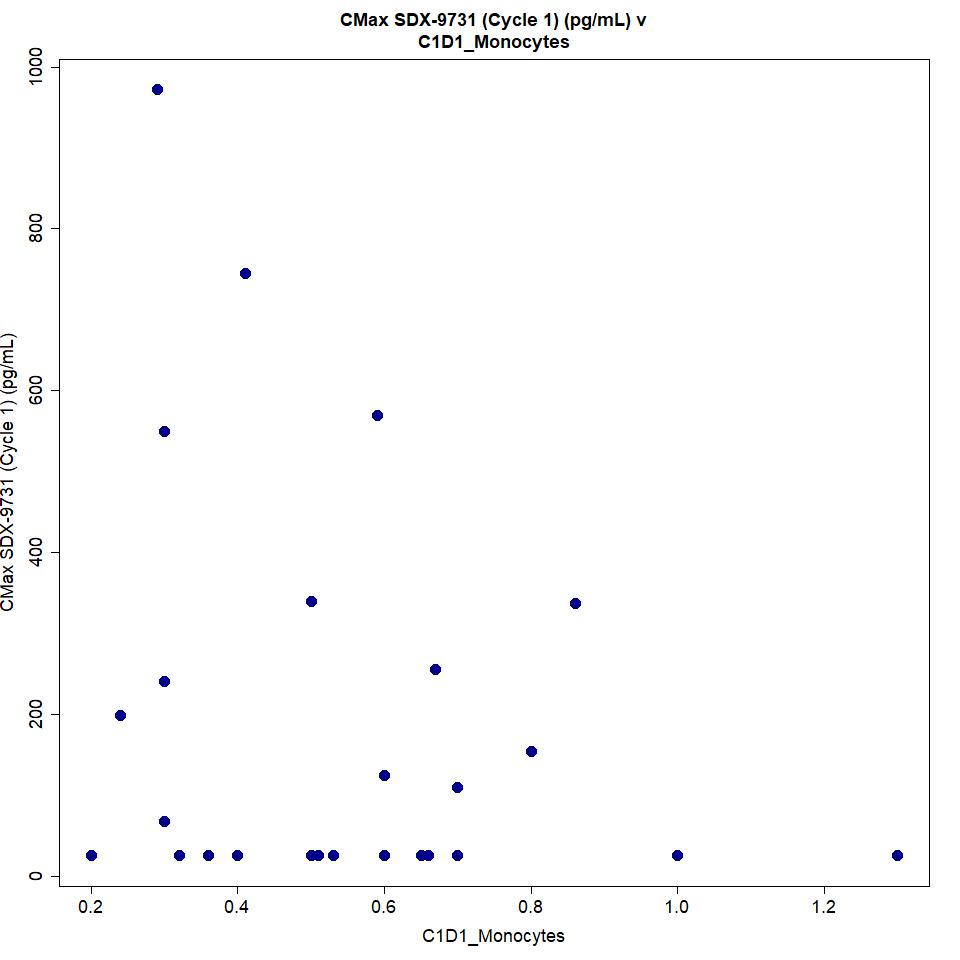 CMax SDX-9731 (Cycle 1) (pg/mL) v
C1D1_Monocytes
1000
800
600
400
200
0
CMax SDX-9731 (Cycle 1) (pg/mL)
0.2 0.4 0.6 0.8 1.0 1.2
C1D1_Monocytes